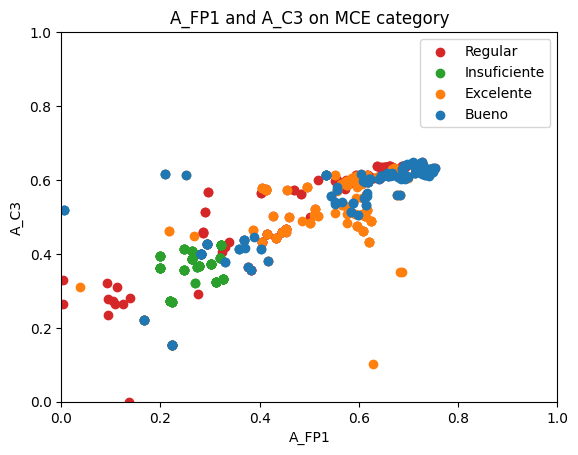 A_FP1 and A_C3 on MCE category
1.0
0.8
0.6
0.4
0.2
0.0
A_C3
Regular
Insuficiente
Excelente
Bueno
0.0 0.2 0.4 0.6 0.8 1.0
A_FP1